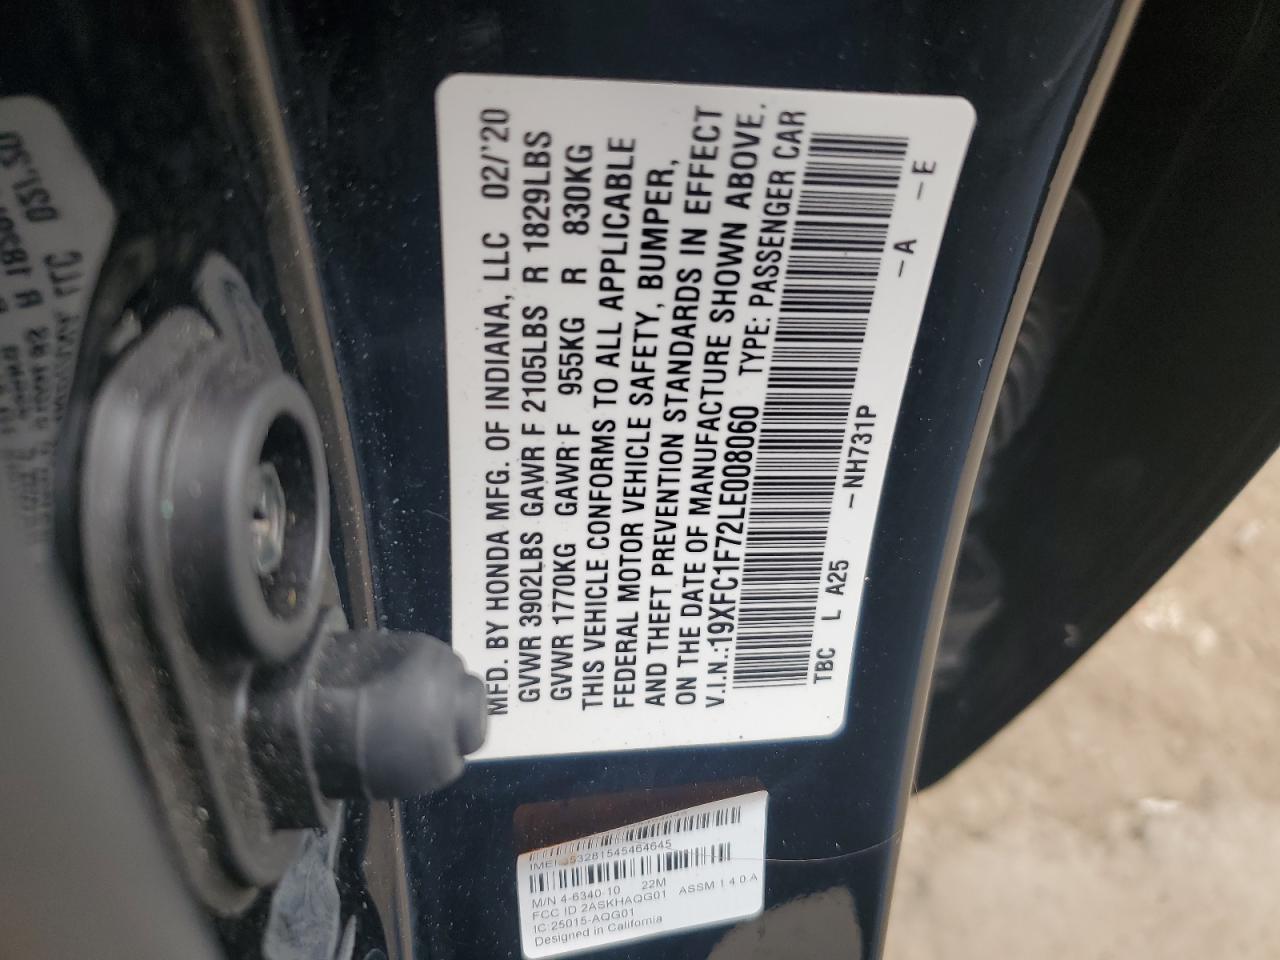 MFD. BY HONDA MFG. OF INDIANA, LLC 02/'20
GVWR 3902LBS GAWR F 2105LBS R 1829LBS
GVWR 1770KG GAWR F 955KG R 830KG
THIS VEHICLE CONFORMS TO ALL APPLICABLE
FEDERAL MOTOR VEHICLE SAFETY, BUMPER,
AND THEFT PREVENTION STANDARDS IN EFFECT
ON THE DATE OF MANUFACTURE SHOWN ABOVE.
V.I.N.:19XFC1F72LE008060 TYPE: PASSENGER CAR
TBC L A25 -NH731P -A -E
IMEI 353281545464645
M/N 4-6340-10 22M
FCC ID 2ASKHAQG01 ASSM 1 4 0.A
IC:25015-AQG01
Designed in California